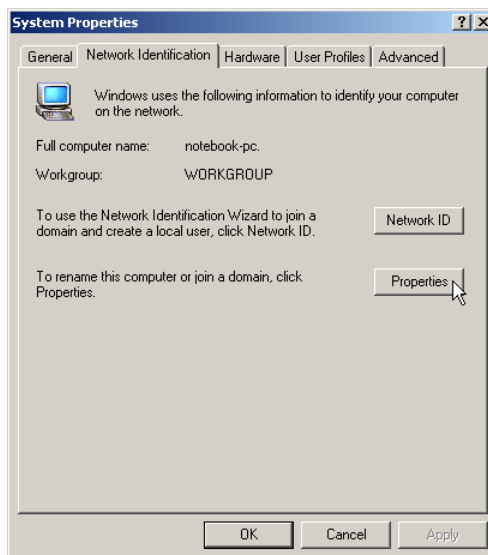 System Properties
General Network Identification Hardware User Profiles Advanced
Windows uses the following information to identify your computer
on the network.
Full computer name: notebook-pc.
Workgroup: WORKGROUP
To use the Network Identification Wizard to join a
domain and create a local user, click Network ID.
Network ID
To rename this computer or join a domain, click
Properties.
Properties
OK Cancel Apply